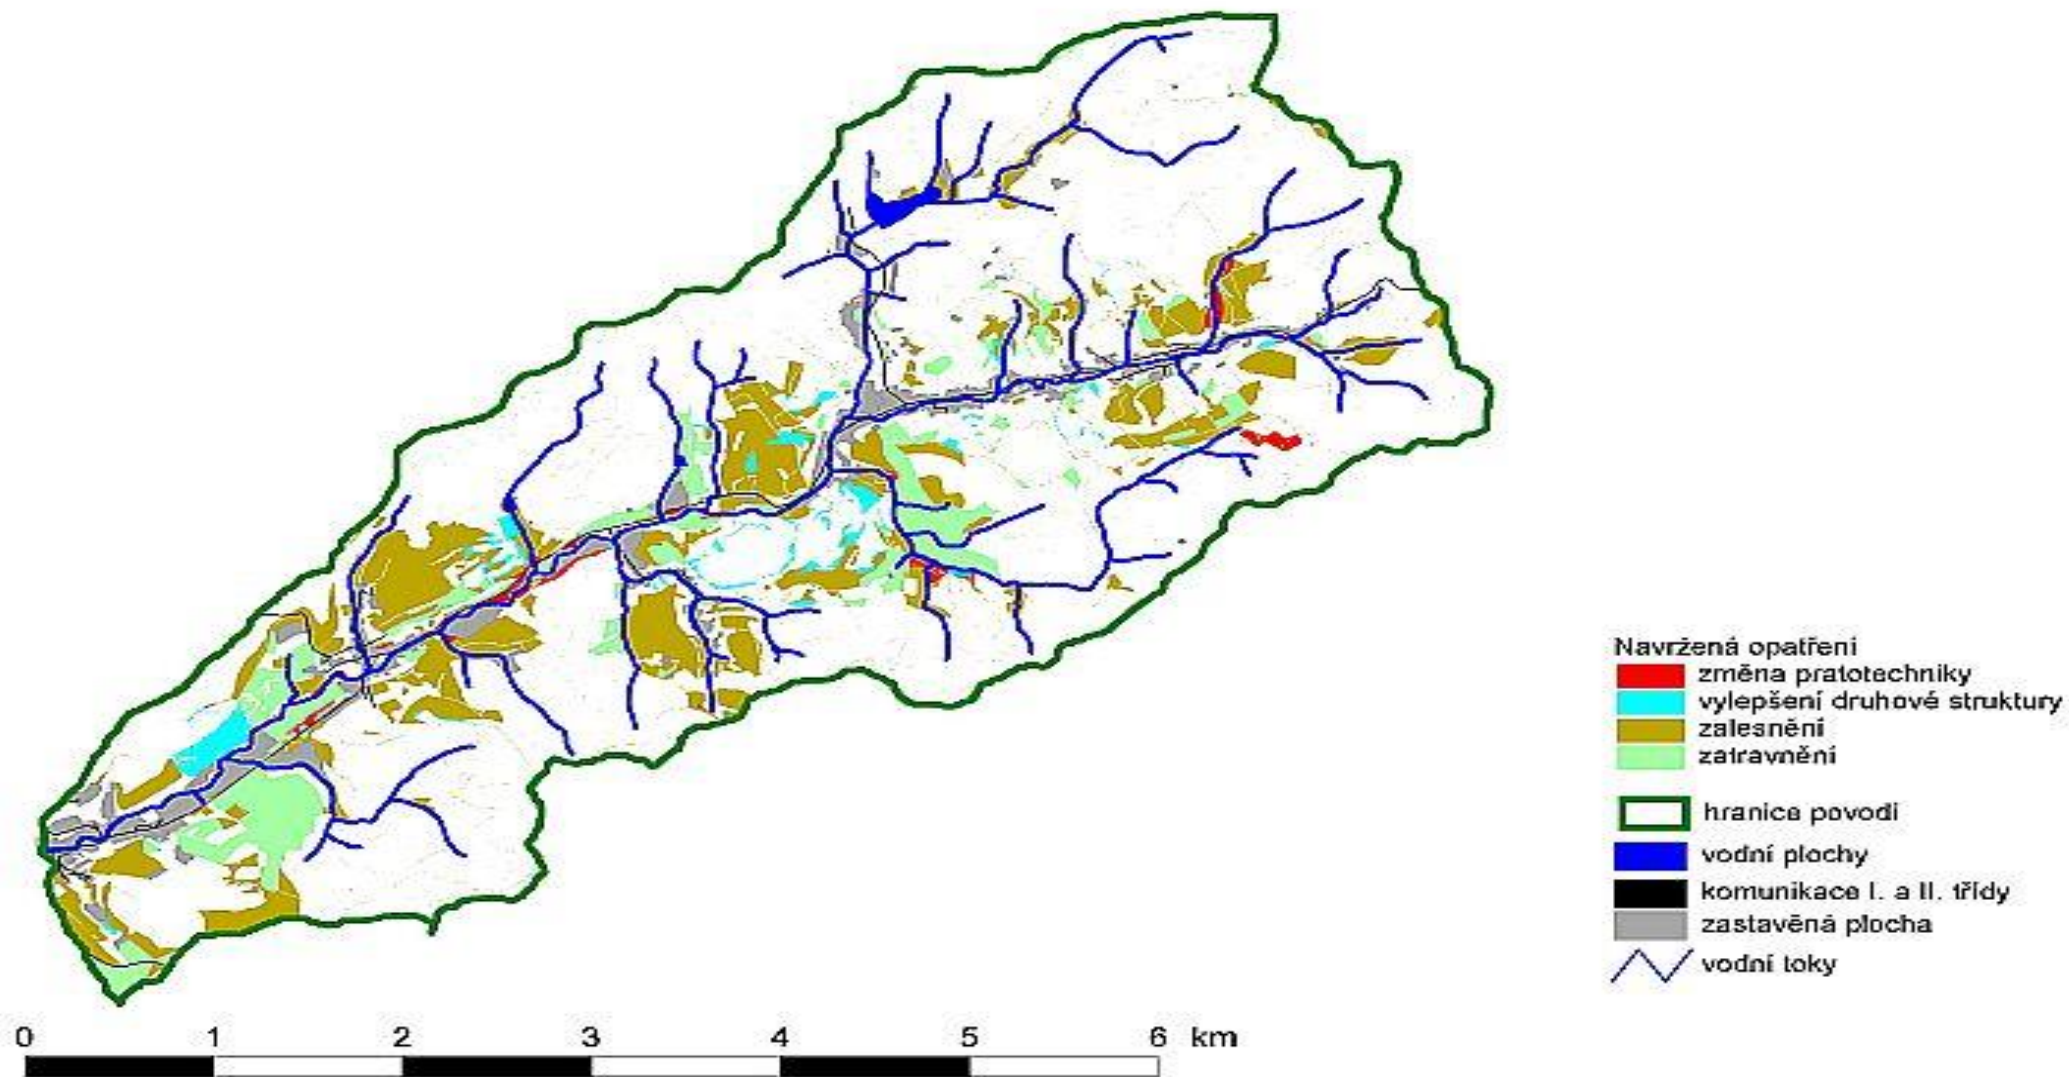 Navržená opatření
změna pratotechniky
vylepšení druhové struktury
zalesnění
zatravnění
hranice povodí
vodní plochy
komunikace I. a II. třídy
zastavěná plocha
vodní toky
0 1 2 3 4 5 6 km